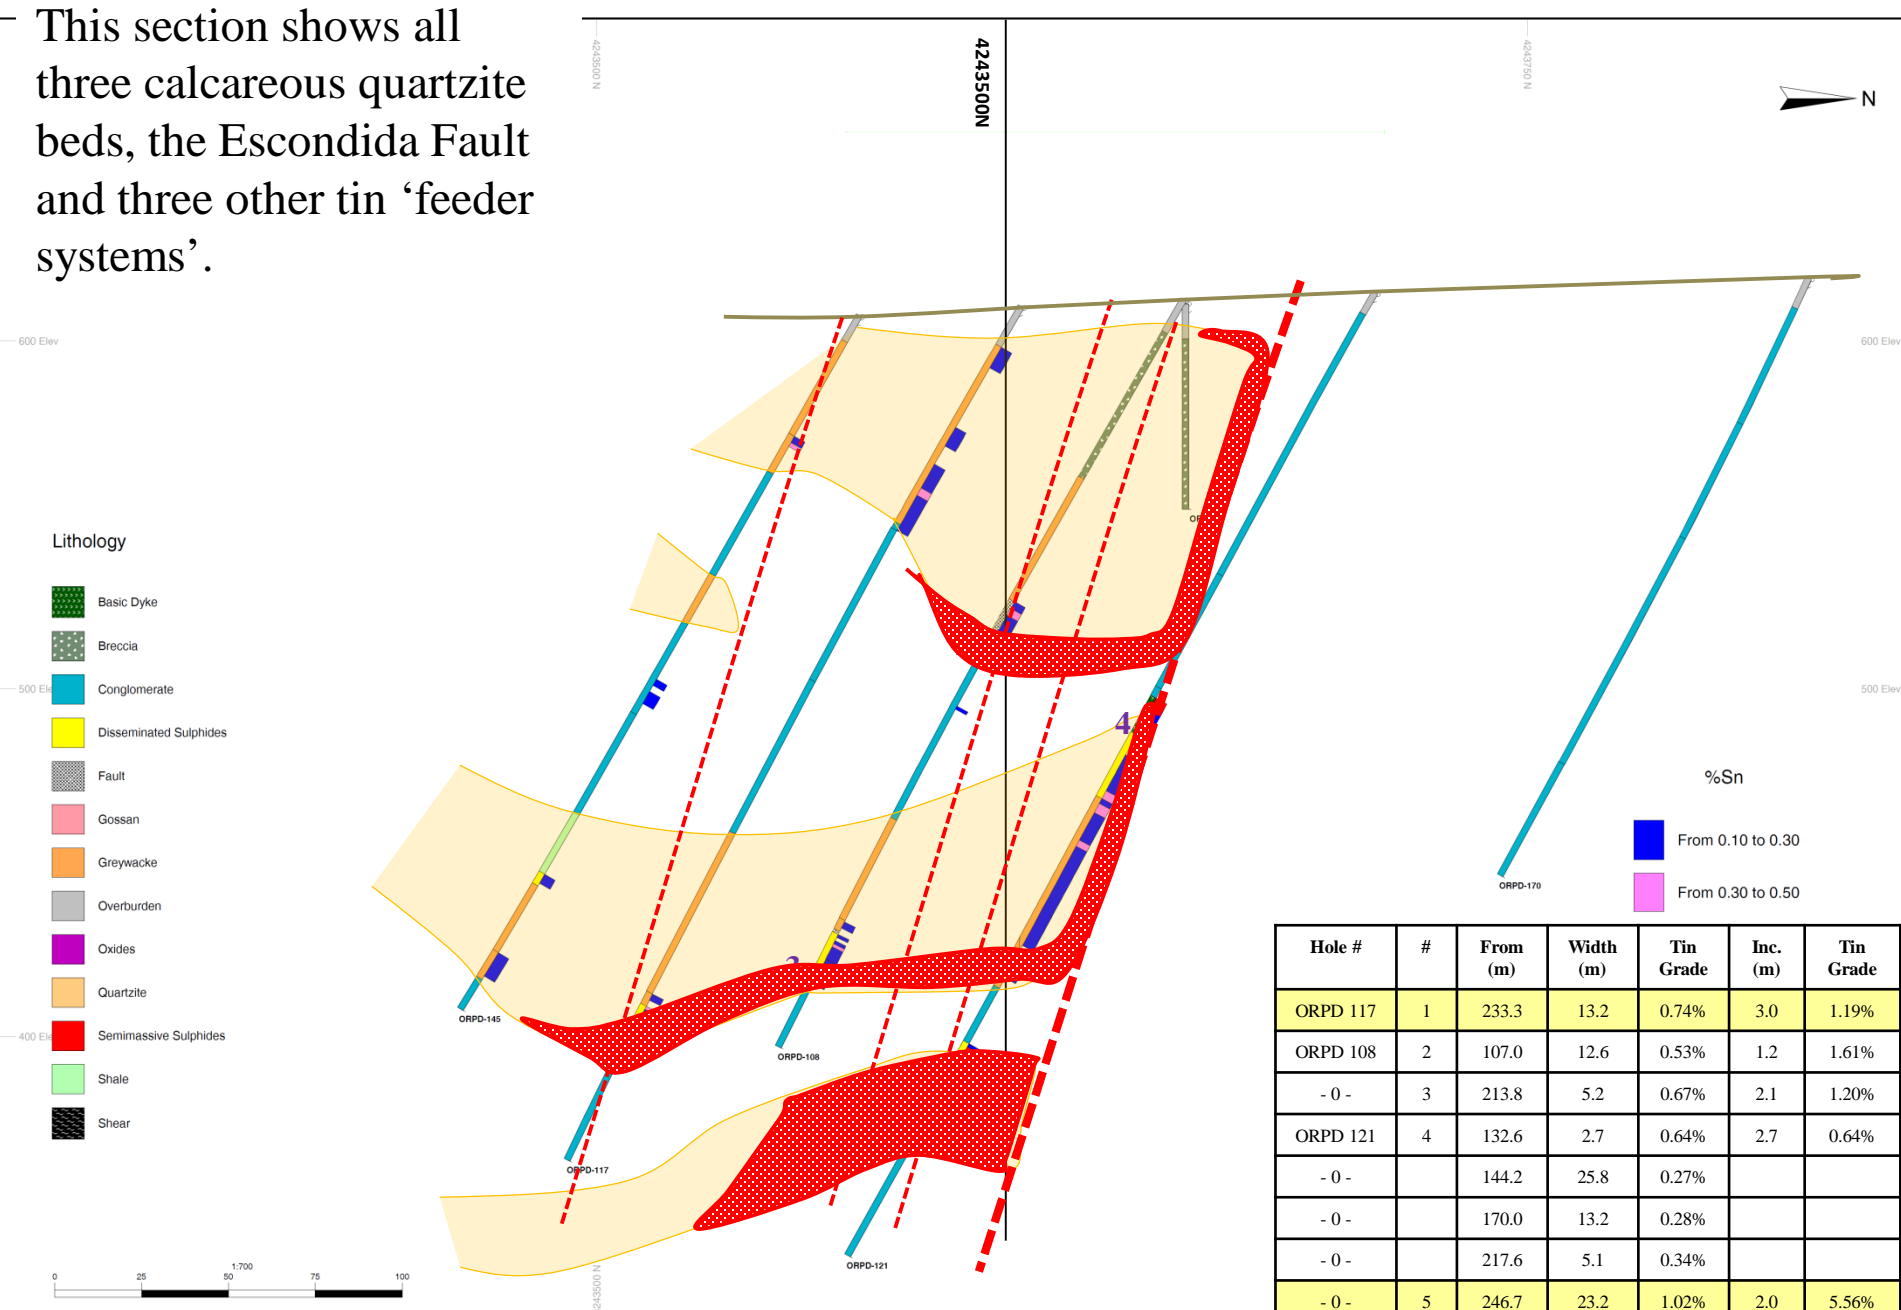 This section shows all
three calcareous quartzite
beds, the Escondida Fault
and three other tin ‘feeder
systems’.
4243500 N
4243500N
4243750 N
N
600 Elev
600 Elev
Lithology
Basic Dyke
Breccia
Conglomerate
Disseminated Sulphides
Fault
Gossan
Greywacke
Overburden
Oxides
Quartzite
Semimassive Sulphides
Shale
Shear
500 Ele
500 Elev
400 Ele
4
3
ORPD-145
ORPD-117
ORPD-108
ORPD-121
ORPD-170
%Sn
From 0.10 to 0.30
From 0.30 to 0.50
Hole # # From (m) Width (m) Tin Grade Inc. (m) Tin Grade
ORPD 117 1 233.3 13.2 0.74% 3.0 1.19%
ORPD 108 2 107.0 12.6 0.53% 1.2 1.61%
- 0 - 3 213.8 5.2 0.67% 2.1 1.20%
ORPD 121 4 132.6 2.7 0.64% 2.7 0.64%
- 0 - 144.2 25.8 0.27%
- 0 - 170.0 13.2 0.28%
- 0 - 217.6 5.1 0.34%
- 0 - 5 246.7 23.2 1.02% 2.0 5.56%
1:700
0 25 50 75 100
4243500 N